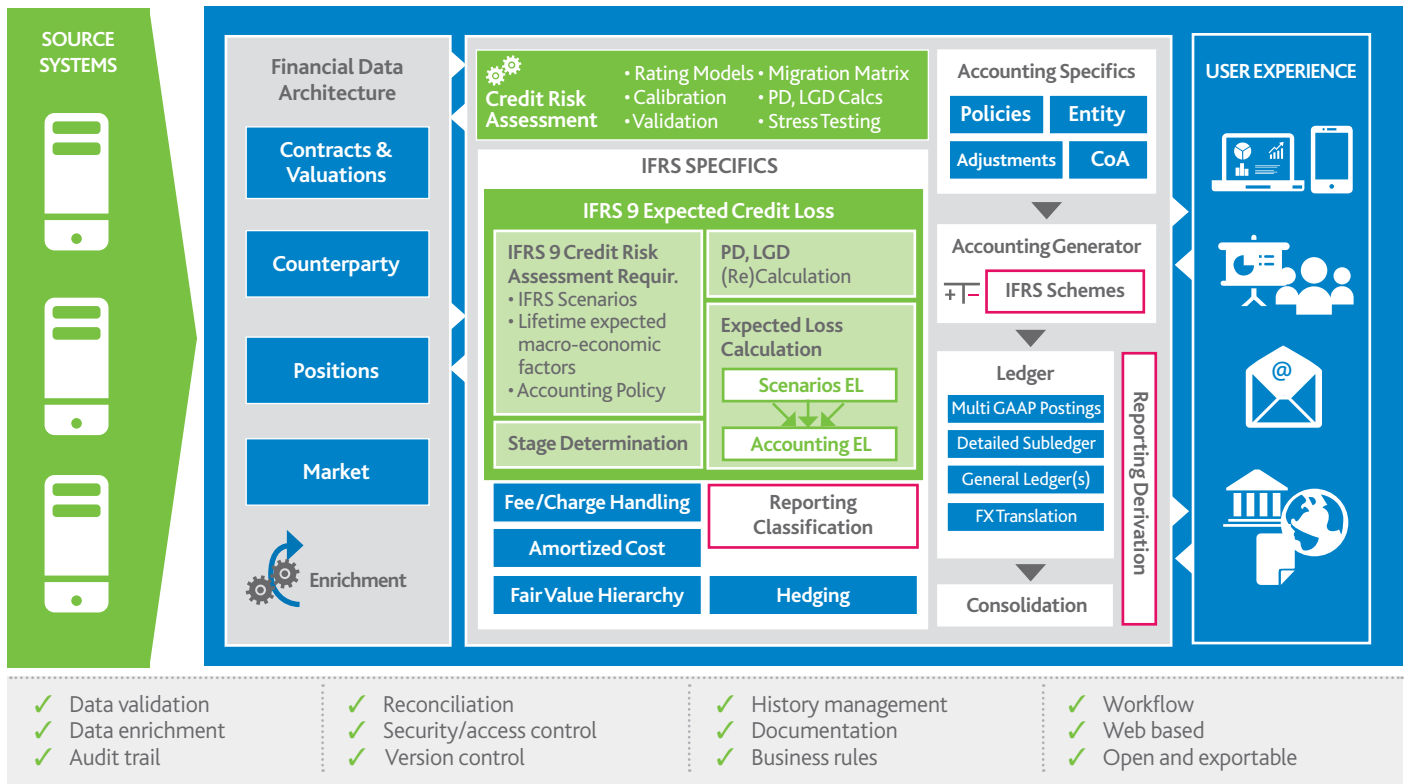 SOURCE
SYSTEMS
Financial Data
Architecture
Contracts &
Valuations
Counterparty
Positions
Market
Enrichment
Credit Risk
Assessment
• Rating Models
• Calibration
• Validation
• Migration Matrix
• PD, LGD Calcs
• Stress Testing
IFRS SPECIFICS
IFRS 9 Expected Credit Loss
IFRS 9 Credit Risk
Assessment Requir.
• IFRS Scenarios
• Lifetime expected
macro-economic
factors
• Accounting Policy
Stage Determination
PD, LGD
(Re)Calculation
Expected Loss
Calculation
Scenarios EL
Accounting EL
Fee/Charge Handling
Amortized Cost
Fair Value Hierarchy
Reporting
Classification
Hedging
Accounting Specifics
Policies
Entity
Adjustments
CoA
Accounting Generator
IFRS Schemes
Ledger
Multi GAAP Postings
Detailed Subledger
General Ledger(s)
FX Translation
Consolidation
Reporting Derivation
USER EXPERIENCE
@
✓ Data validation
✓ Data enrichment
✓ Audit trail
✓ Reconciliation
✓ Security/access control
✓ Version control
✓ History management
✓ Documentation
✓ Business rules
✓ Workflow
✓ Web based
✓ Open and exportable